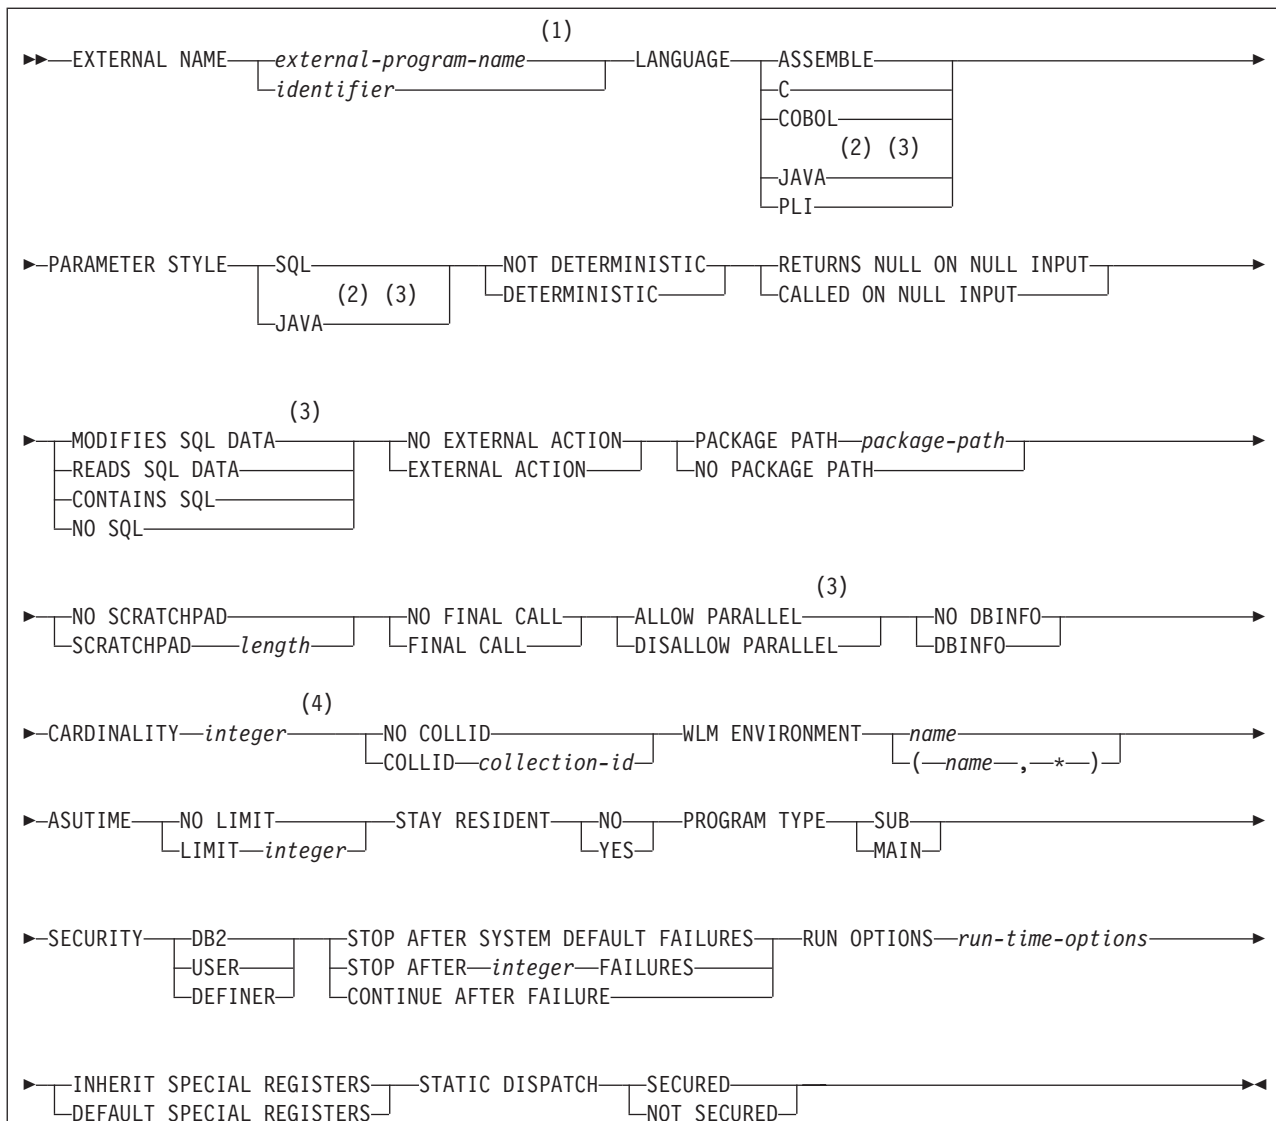 (1)
EXTERNAL NAME external-program-name LANGUAGE ASSEMBLE
identifier C
COBOL
(2) (3)
JAVA
PLI
PARAMETER STYLE SQL NOT DETERMINISTIC RETURNS NULL ON NULL INPUT
(2) (3) DETERMINISTIC CALLED ON NULL INPUT
JAVA
(3)
MODIFIES SQL DATA NO EXTERNAL ACTION PACKAGE PATH package-path
READS SQL DATA EXTERNAL ACTION NO PACKAGE PATH
CONTAINS SQL
NO SQL
(3)
NO SCRATCHPAD NO FINAL CALL ALLOW PARALLEL NO DBINFO
SCRATCHPAD length FINAL CALL DISALLOW PARALLEL DBINFO
(4)
CARDINALITY integer NO COLLID WLM ENVIRONMENT name
COLLID collection-id ( name , * )
ASUTIME NO LIMIT STAY RESIDENT NO PROGRAM TYPE SUB
LIMIT integer YES MAIN
SECURITY DB2 STOP AFTER SYSTEM DEFAULT FAILURES RUN OPTIONS run-time-options
USER STOP AFTER integer FAILURES
DEFINER CONTINUE AFTER FAILURE
INHERIT SPECIAL REGISTERS STATIC DISPATCH SECURED
DEFAULT SPECIAL REGISTERS NOT SECURED